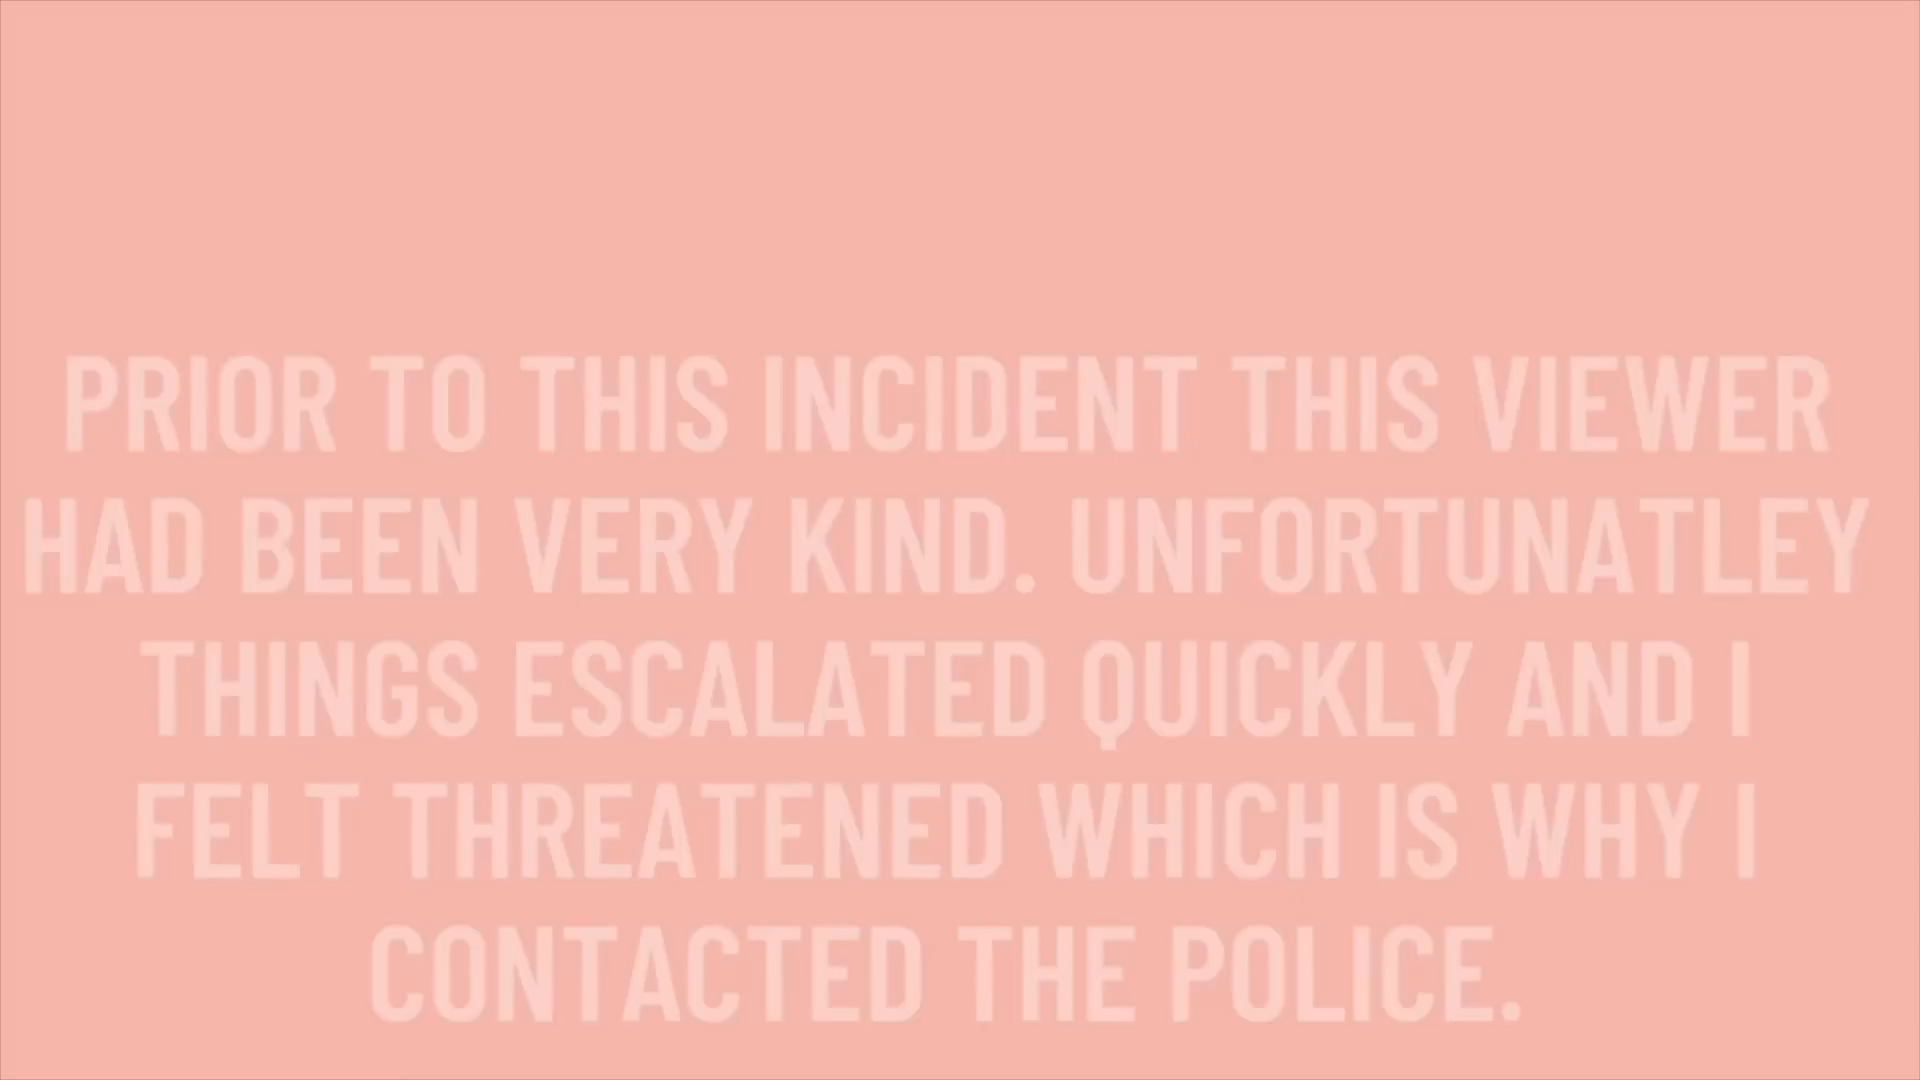 PRIOR TO THIS INCIDENT THIS VIEWER
HAD BEEN VERY KIND. UNFORTUNATLEY
THINGS ESCALATED QUICKLY AND I
FELT THREATENED WHICH IS WHY I
CONTACTED THE POLICE.